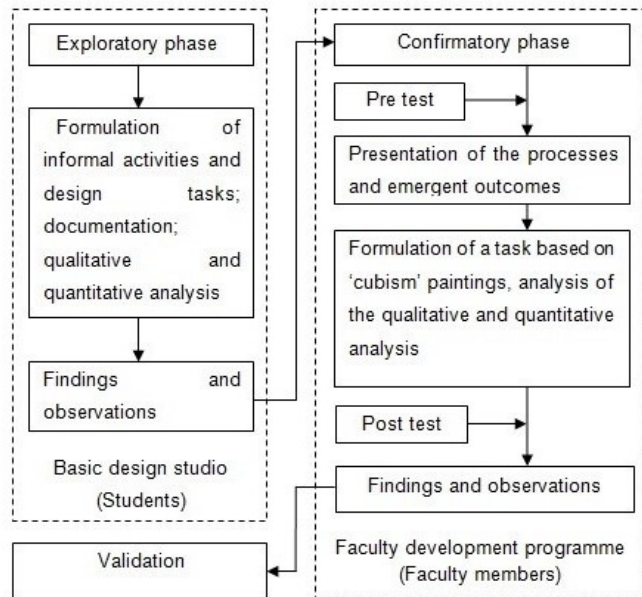 Exploratory phase
Formulation of
informal activities and
design tasks;
documentation;
qualitative and
quantitative analysis
Findings and
observations
Basic design studio
(Students)
Confirmatory phase
Pre test
Presentation of the processes
and emergent outcomes
Formulation of a task based on
‘cubism’ paintings, analysis of
the qualitative and quantitative
analysis
Post test
Findings and observations
Faculty development programme
(Faculty members)
Validation